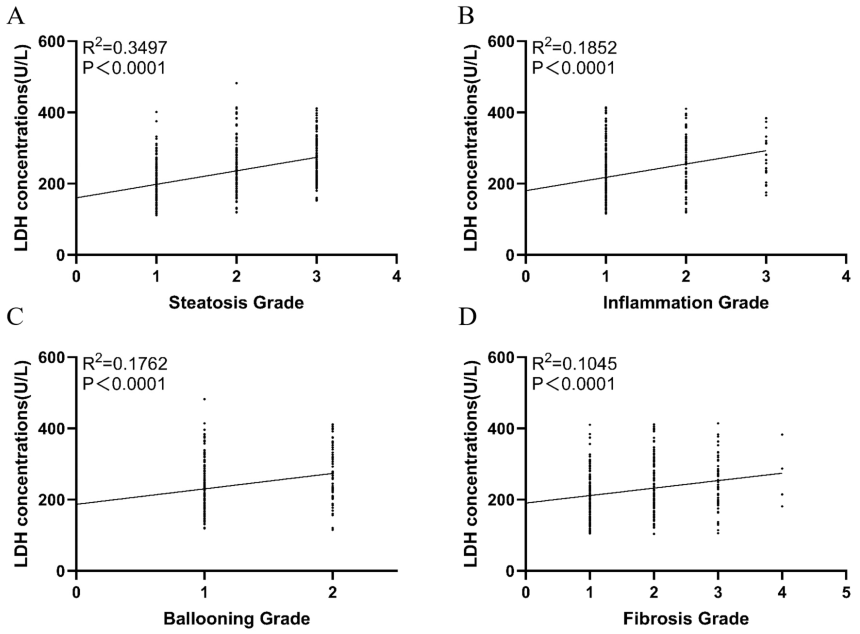 A
LDH concentrations(U/L)
R²=0.3497
P＜0.0001
600
400
200
0
0 1 2 3 4
Steatosis Grade
B
LDH concentrations(U/L)
R²=0.1852
P＜0.0001
600
400
200
0
0 1 2 3 4
Inflammation Grade
C
LDH concentrations(U/L)
R²=0.1762
P＜0.0001
600
400
200
0
0 1 2
Ballooning Grade
D
LDH concentrations(U/L)
R²=0.1045
P＜0.0001
600
400
200
0
0 1 2 3 4 5
Fibrosis Grade